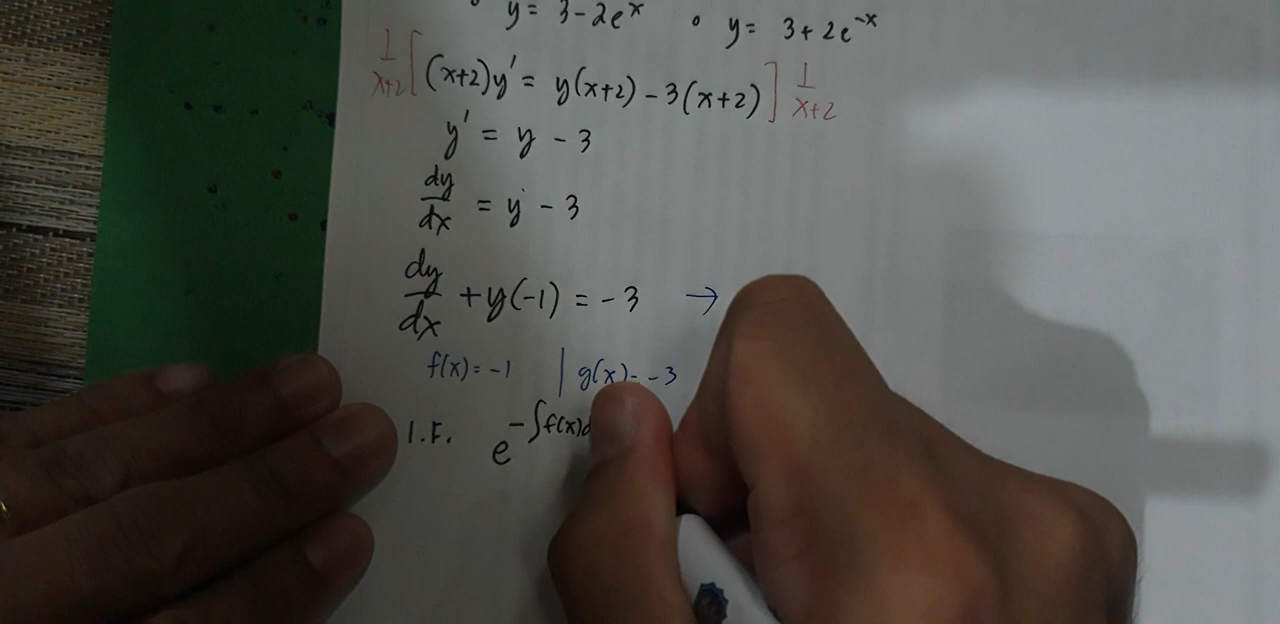 ∘ y = 3 - 2e^x ∘ y = 3 + 2e^{-x}
1/(x+2) [(x+2)y' = y(x+2) - 3(x+2)] 1/(x+2)
y' = y - 3
dy/dx = y - 3
dy/dx + y(-1) = -3 →
f(x) = -1 | g(x) = -3
I.F. e^{-∫f(x)d